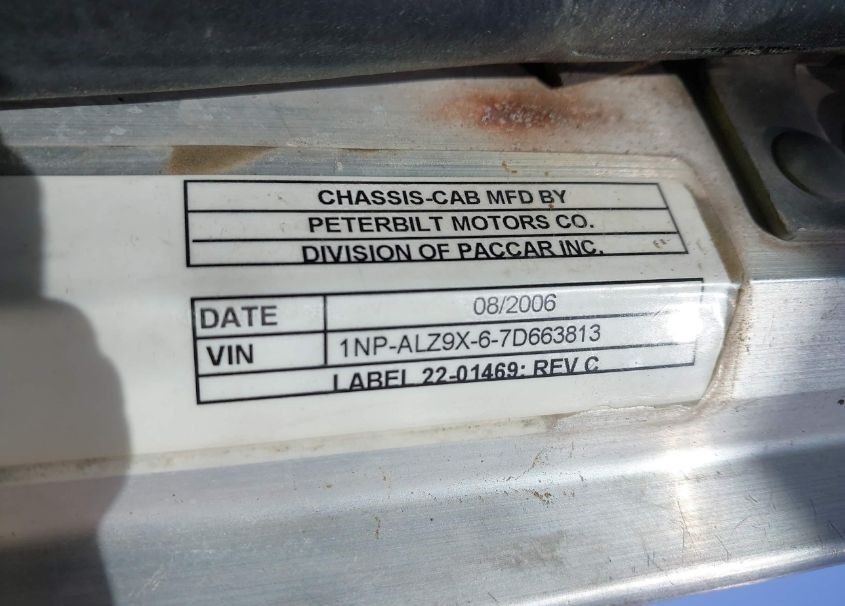 CHASSIS-CAB MFD BY
PETERBILT MOTORS CO.
DIVISION OF PACCAR INC.
DATE 08/2006
VIN 1NP-ALZ9X-6-7D663813
LABEL 22-01469: REV C